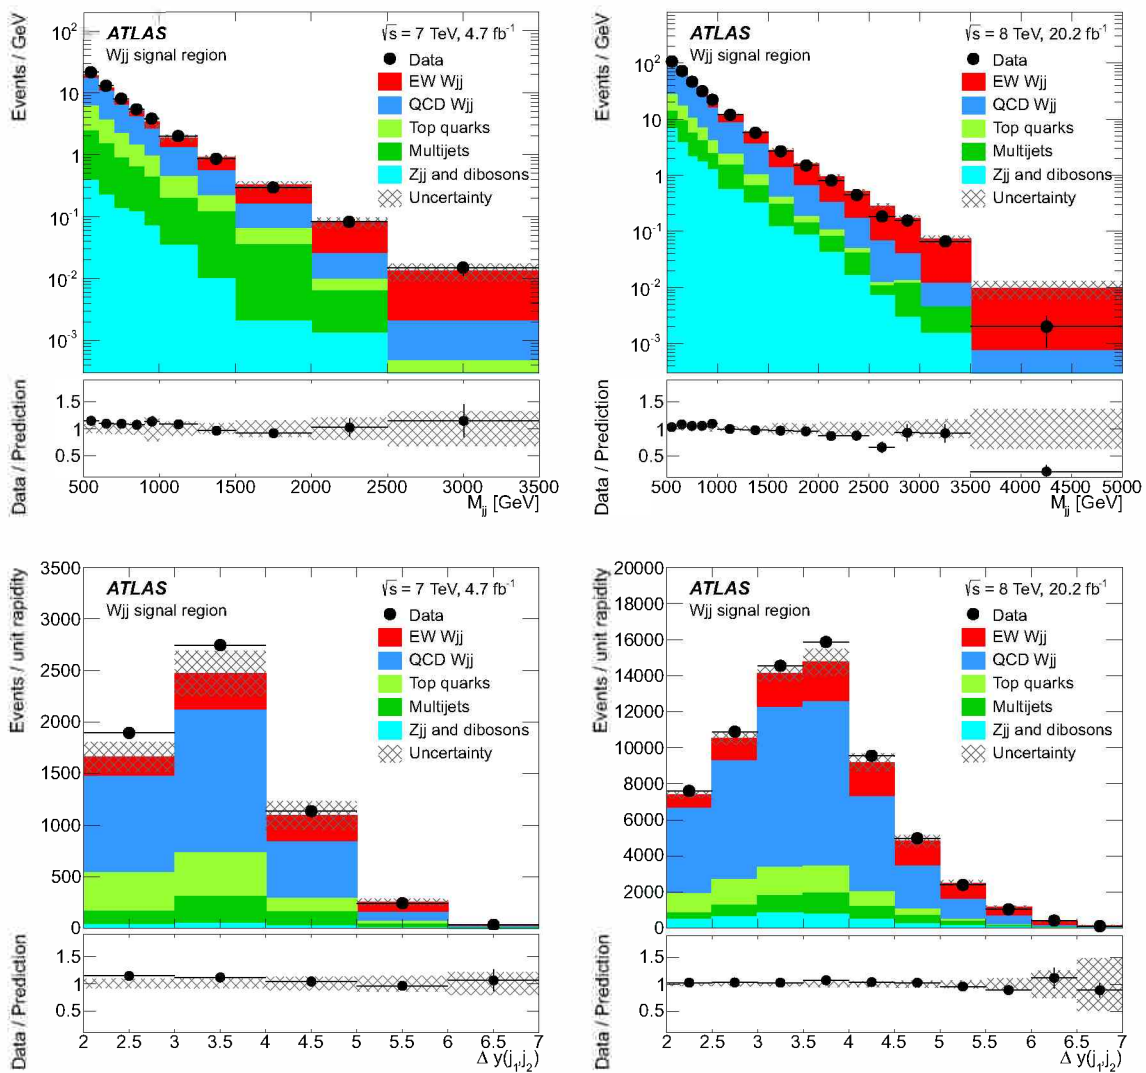 ATLAS
√s = 7 TeV, 4.7 fb⁻¹
Wjj signal region
Data
EW Wjj
QCD Wjj
Top quarks
Multijets
Zjj and dibosons
Uncertainty
Events / GeV
10²
10
1
10⁻¹
10⁻²
10⁻³
Data / Prediction
1.5
1
0.5
500 1000 1500 2000 2500 3000 3500
M_jj [GeV]
ATLAS
√s = 8 TeV, 20.2 fb⁻¹
Wjj signal region
Data
EW Wjj
QCD Wjj
Top quarks
Multijets
Zjj and dibosons
Uncertainty
Events / GeV
10²
10
1
10⁻¹
10⁻²
10⁻³
Data / Prediction
1.5
1
0.5
500 1000 1500 2000 2500 3000 3500 4000 4500 5000
M_jj [GeV]
ATLAS
√s = 7 TeV, 4.7 fb⁻¹
Wjj signal region
Data
EW Wjj
QCD Wjj
Top quarks
Multijets
Zjj and dibosons
Uncertainty
Events / unit rapidity
3500
3000
2500
2000
1500
1000
500
0
Data / Prediction
1.5
1
0.5
2 2.5 3 3.5 4 4.5 5 5.5 6 6.5 7
Δ y(j₁,j₂)
ATLAS
√s = 8 TeV, 20.2 fb⁻¹
Wjj signal region
Data
EW Wjj
QCD Wjj
Top quarks
Multijets
Zjj and dibosons
Uncertainty
Events / unit rapidity
20000
18000
16000
14000
12000
10000
8000
6000
4000
2000
0
Data / Prediction
1.5
1
0.5
2 2.5 3 3.5 4 4.5 5 5.5 6 6.5 7
Δ y(j₁,j₂)